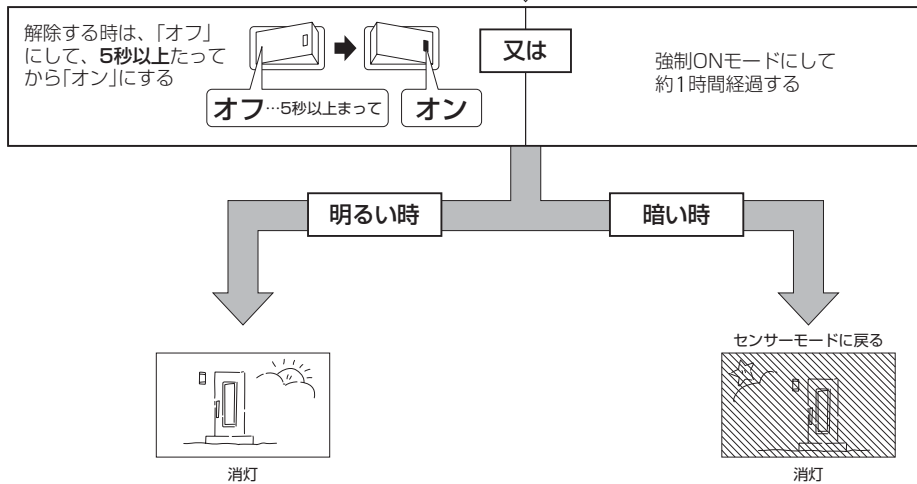 解除する時は、「オフ」
にして、5秒以上たって
から「オン」にする
オフ…5秒以上まって
オン
又は
強制ONモードにして
約1時間経過する
明るい時
暗い時
消灯
センサーモードに戻る
消灯